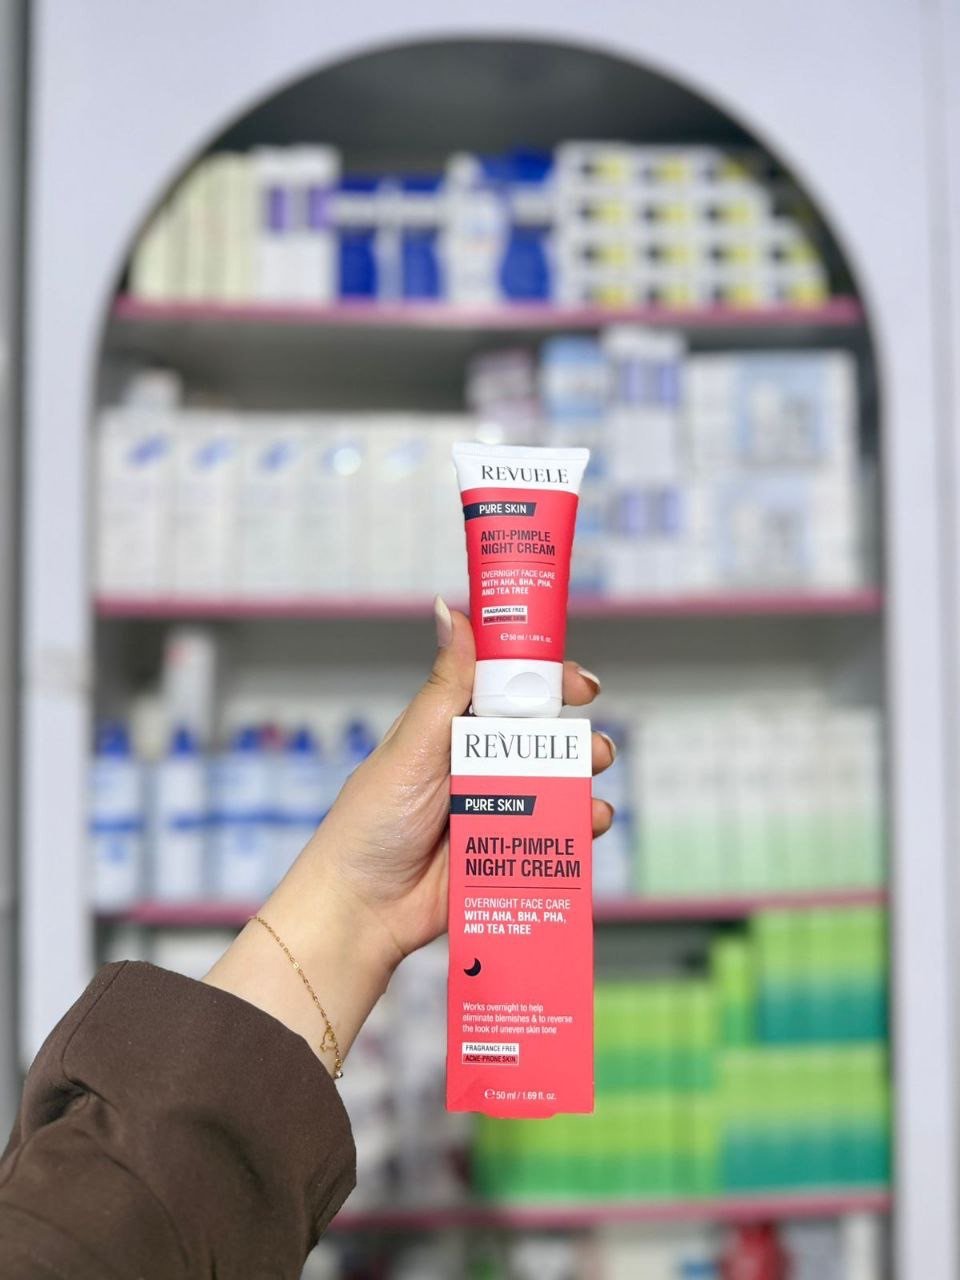 REVUELE
PURE SKIN
ANTI-PIMPLE
NIGHT CREAM
OVERNIGHT FACE CARE
WITH AHA, BHA, PHA,
AND TEA TREE
FRAGRANCE FREE
ACNE-PRONE SKIN
℮ 50 ml / 1.69 fl. oz.
REVUELE
PURE SKIN
ANTI-PIMPLE
NIGHT CREAM
OVERNIGHT FACE CARE
WITH AHA, BHA, PHA,
AND TEA TREE
Works overnight to help
eliminate blemishes & to reverse
the look of uneven skin tone
FRAGRANCE FREE
ACNE-PRONE SKIN
℮ 50 ml / 1.69 fl. oz.